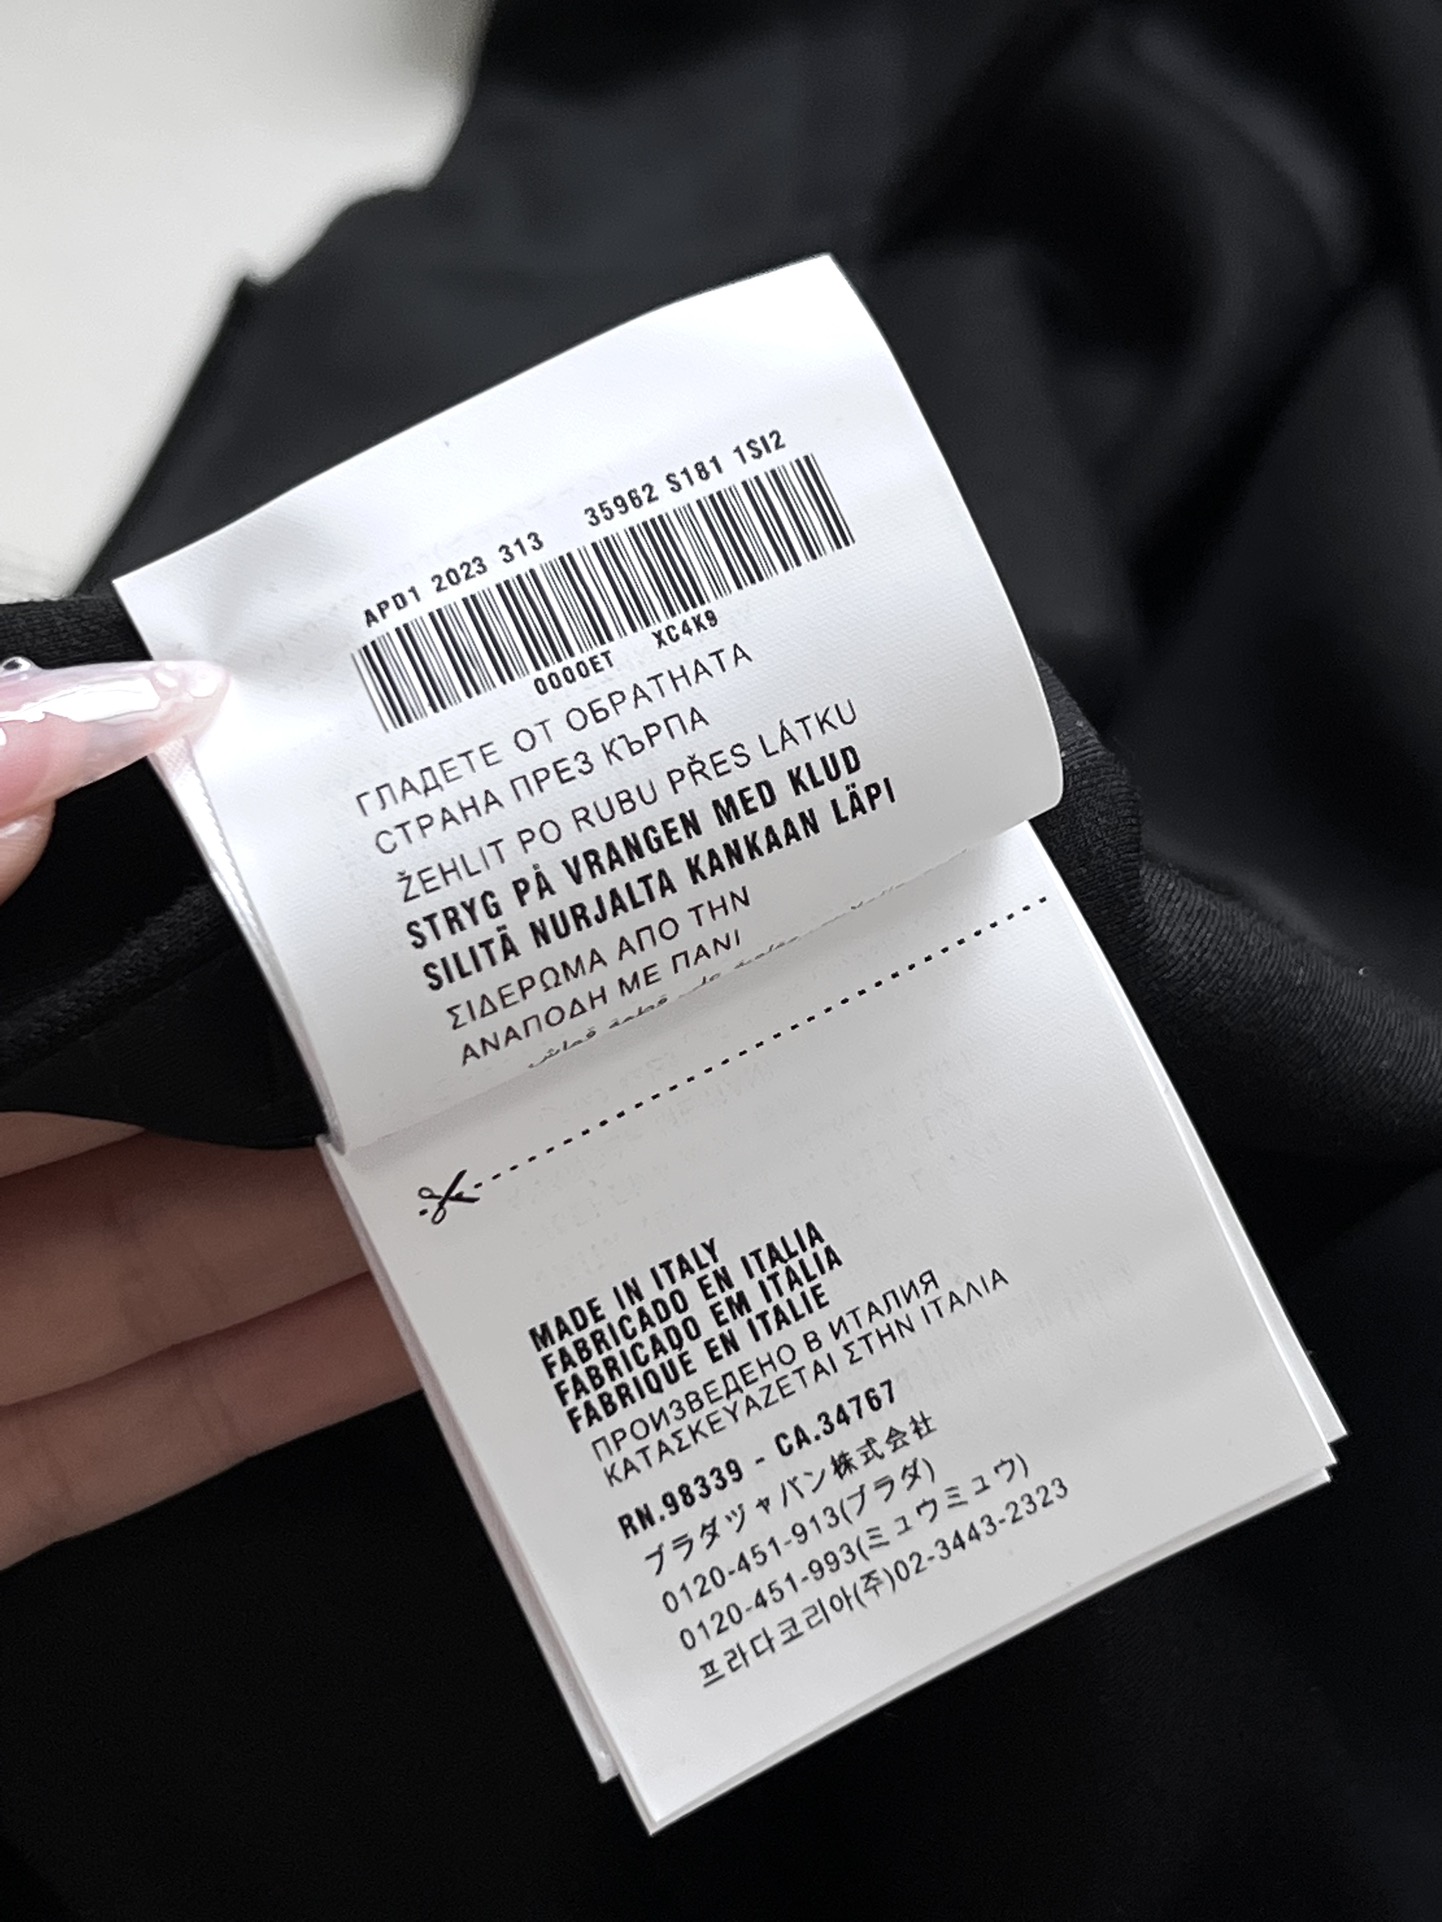 APD1 2023 313 35962 S181 1SI2
0000ET XC4K9
ГЛАДЕТЕ ОТ ОБРАТНАТА
СТРАНА ПРЕЗ КЪРПА
ŽEHLIT PO RUBU PŘES LÁTKU
STRYG PÅ VRANGEN MED KLUD
SILITÄ NURJALTA KANKAAN LÄPI
ΣΙΔΕΡΩΜΑ ΑΠΟ ΤΗΝ
ΑΝΑΠΟΔΗ ΜΕ ΠΑΝΙ
قطعة قماش
MADE IN ITALY
FABRICADO EN ITALIA
FABRICADO EM ITÁLIA
FABRIQUÉ EN ITALIE
ПРОИЗВЕДЕНО В ИТАЛИЯ
ΚΑΤΑΣΚΕΥΑΖΕΤΑΙ ΣΤΗΝ ΙΤΑΛΙΑ
RN.98339 - CA.34767
プラダジャパン株式会社
0120-451-913(プラダ)
0120-451-993(ミュウミュウ)
프라다코리아(주)02-3443-2323